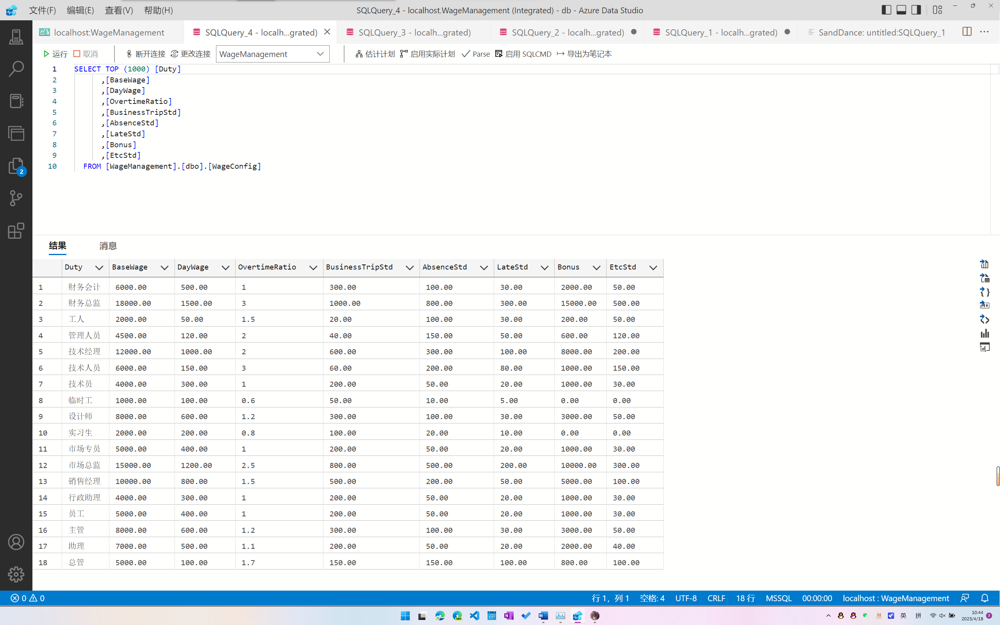 文件(F) 编辑(E) 查看(V) 帮助(H) SQLQuery_4 - localhost.WageManagement (Integrated) - db - Azure Data Studio
localhost:WageManagement SQLQuery_4 - localh...grated) SQLQuery_3 - localh...grated) SQLQuery_2 - localh...grated) SQLQuery_1 - localh...grated) SandDance: untitled:SQLQuery_1
运行 取消 断开连接 更改连接 WageManagement 估计计划 启用实际计划 Parse 启用 SQLCMD 导出为笔记本
1 SELECT TOP (1000) [Duty]
2 ,[BaseWage]
3 ,[DayWage]
4 ,[OvertimeRatio]
5 ,[BusinessTripStd]
6 ,[AbsenceStd]
7 ,[LateStd]
8 ,[Bonus]
9 ,[EtcStd]
10 FROM [WageManagement].[dbo].[WageConfig]
2
结果 消息
Duty BaseWage DayWage OvertimeRatio BusinessTripStd AbsenceStd LateStd Bonus EtcStd
1 财务会计 6000.00 500.00 1 300.00 100.00 30.00 2000.00 50.00
2 财务总监 18000.00 1500.00 3 1000.00 800.00 300.00 15000.00 500.00
3 工人 2000.00 50.00 1.5 20.00 100.00 30.00 200.00 50.00
4 管理人员 4500.00 120.00 2 40.00 150.00 50.00 600.00 120.00
5 技术经理 12000.00 1000.00 2 600.00 300.00 100.00 8000.00 200.00
6 技术人员 6000.00 150.00 3 60.00 200.00 80.00 1000.00 150.00
7 技术员 4000.00 300.00 1 200.00 50.00 20.00 1000.00 30.00
8 临时工 1000.00 100.00 0.6 50.00 10.00 5.00 0.00 0.00
9 设计师 8000.00 600.00 1.2 300.00 100.00 30.00 3000.00 50.00
10 实习生 2000.00 200.00 0.8 100.00 20.00 10.00 0.00 0.00
11 市场专员 5000.00 400.00 1 200.00 50.00 20.00 1000.00 30.00
12 市场总监 15000.00 1200.00 2.5 800.00 500.00 200.00 10000.00 300.00
13 销售经理 10000.00 800.00 1.5 500.00 200.00 50.00 5000.00 100.00
14 行政助理 4000.00 300.00 1 200.00 50.00 20.00 1000.00 30.00
15 员工 5000.00 400.00 1 200.00 50.00 20.00 1000.00 30.00
16 主管 8000.00 600.00 1.2 300.00 100.00 30.00 3000.00 50.00
17 助理 7000.00 500.00 1.1 200.00 50.00 20.00 2000.00 40.00
18 总管 5000.00 100.00 1.7 150.00 150.00 100.00 800.00 100.00
0 0 行 1，列 1 空格: 4 UTF-8 CRLF 18 行 MSSQL 00:00:00 localhost : WageManagement
英 拼 10:44
2023/4/18 3